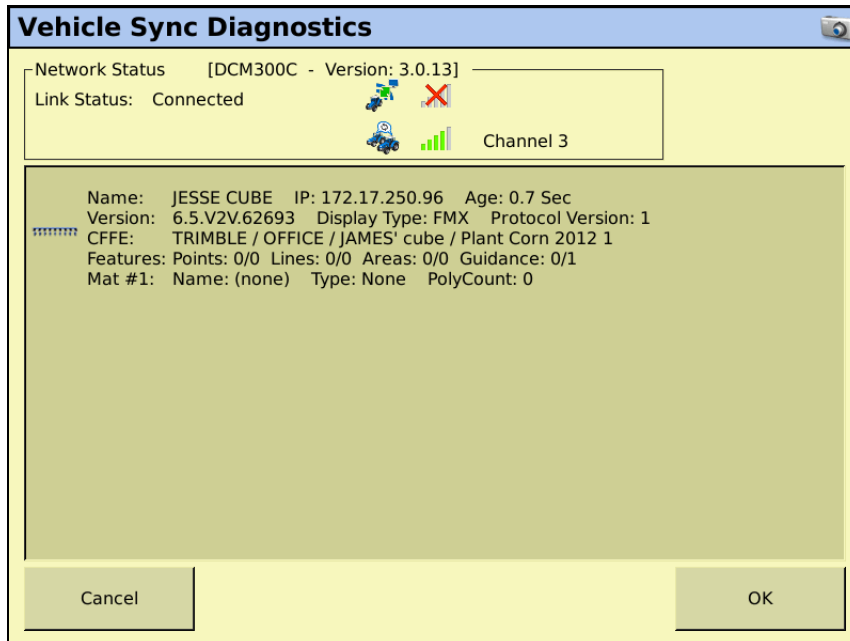 Vehicle Sync Diagnostics
Network Status [DCM300C - Version: 3.0.13]
Link Status: Connected
Channel 3
Name: JESSE CUBE IP: 172.17.250.96 Age: 0.7 Sec
Version: 6.5.V2V.62693 Display Type: FMX Protocol Version: 1
CFFE: TRIMBLE / OFFICE / JAMES' cube / Plant Corn 2012 1
Features: Points: 0/0 Lines: 0/0 Areas: 0/0 Guidance: 0/1
Mat #1: Name: (none) Type: None PolyCount: 0
Cancel OK